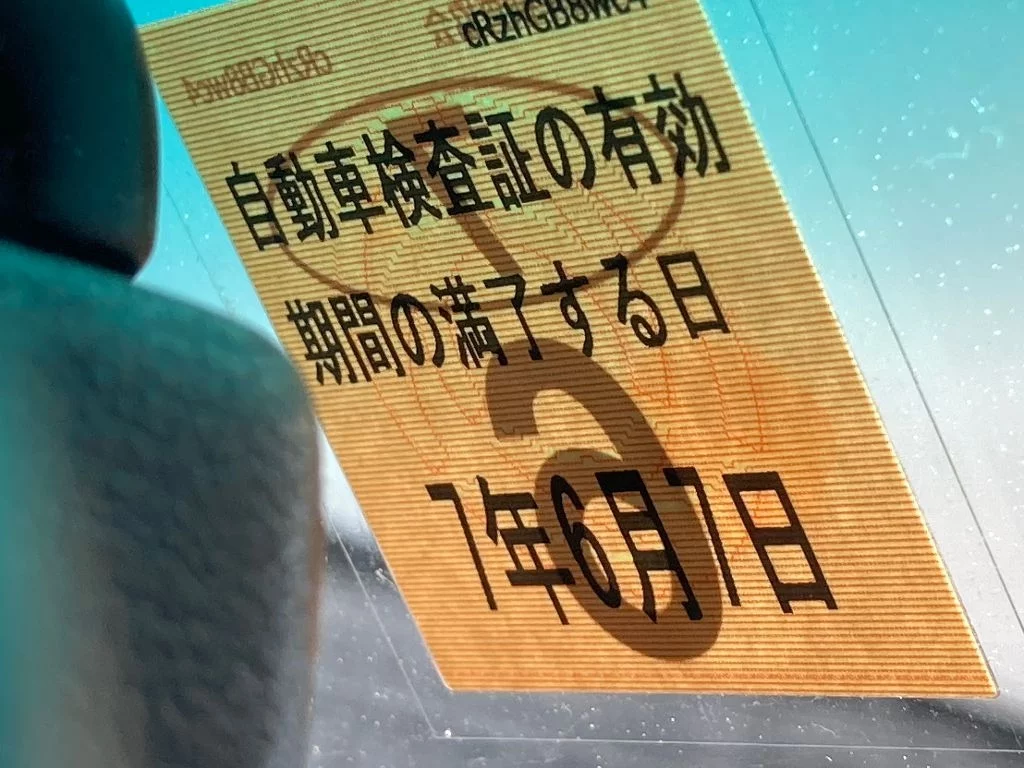 cRzhGB8Wc4
自動車検査証の有効
期間の満了する日
7年6月7日